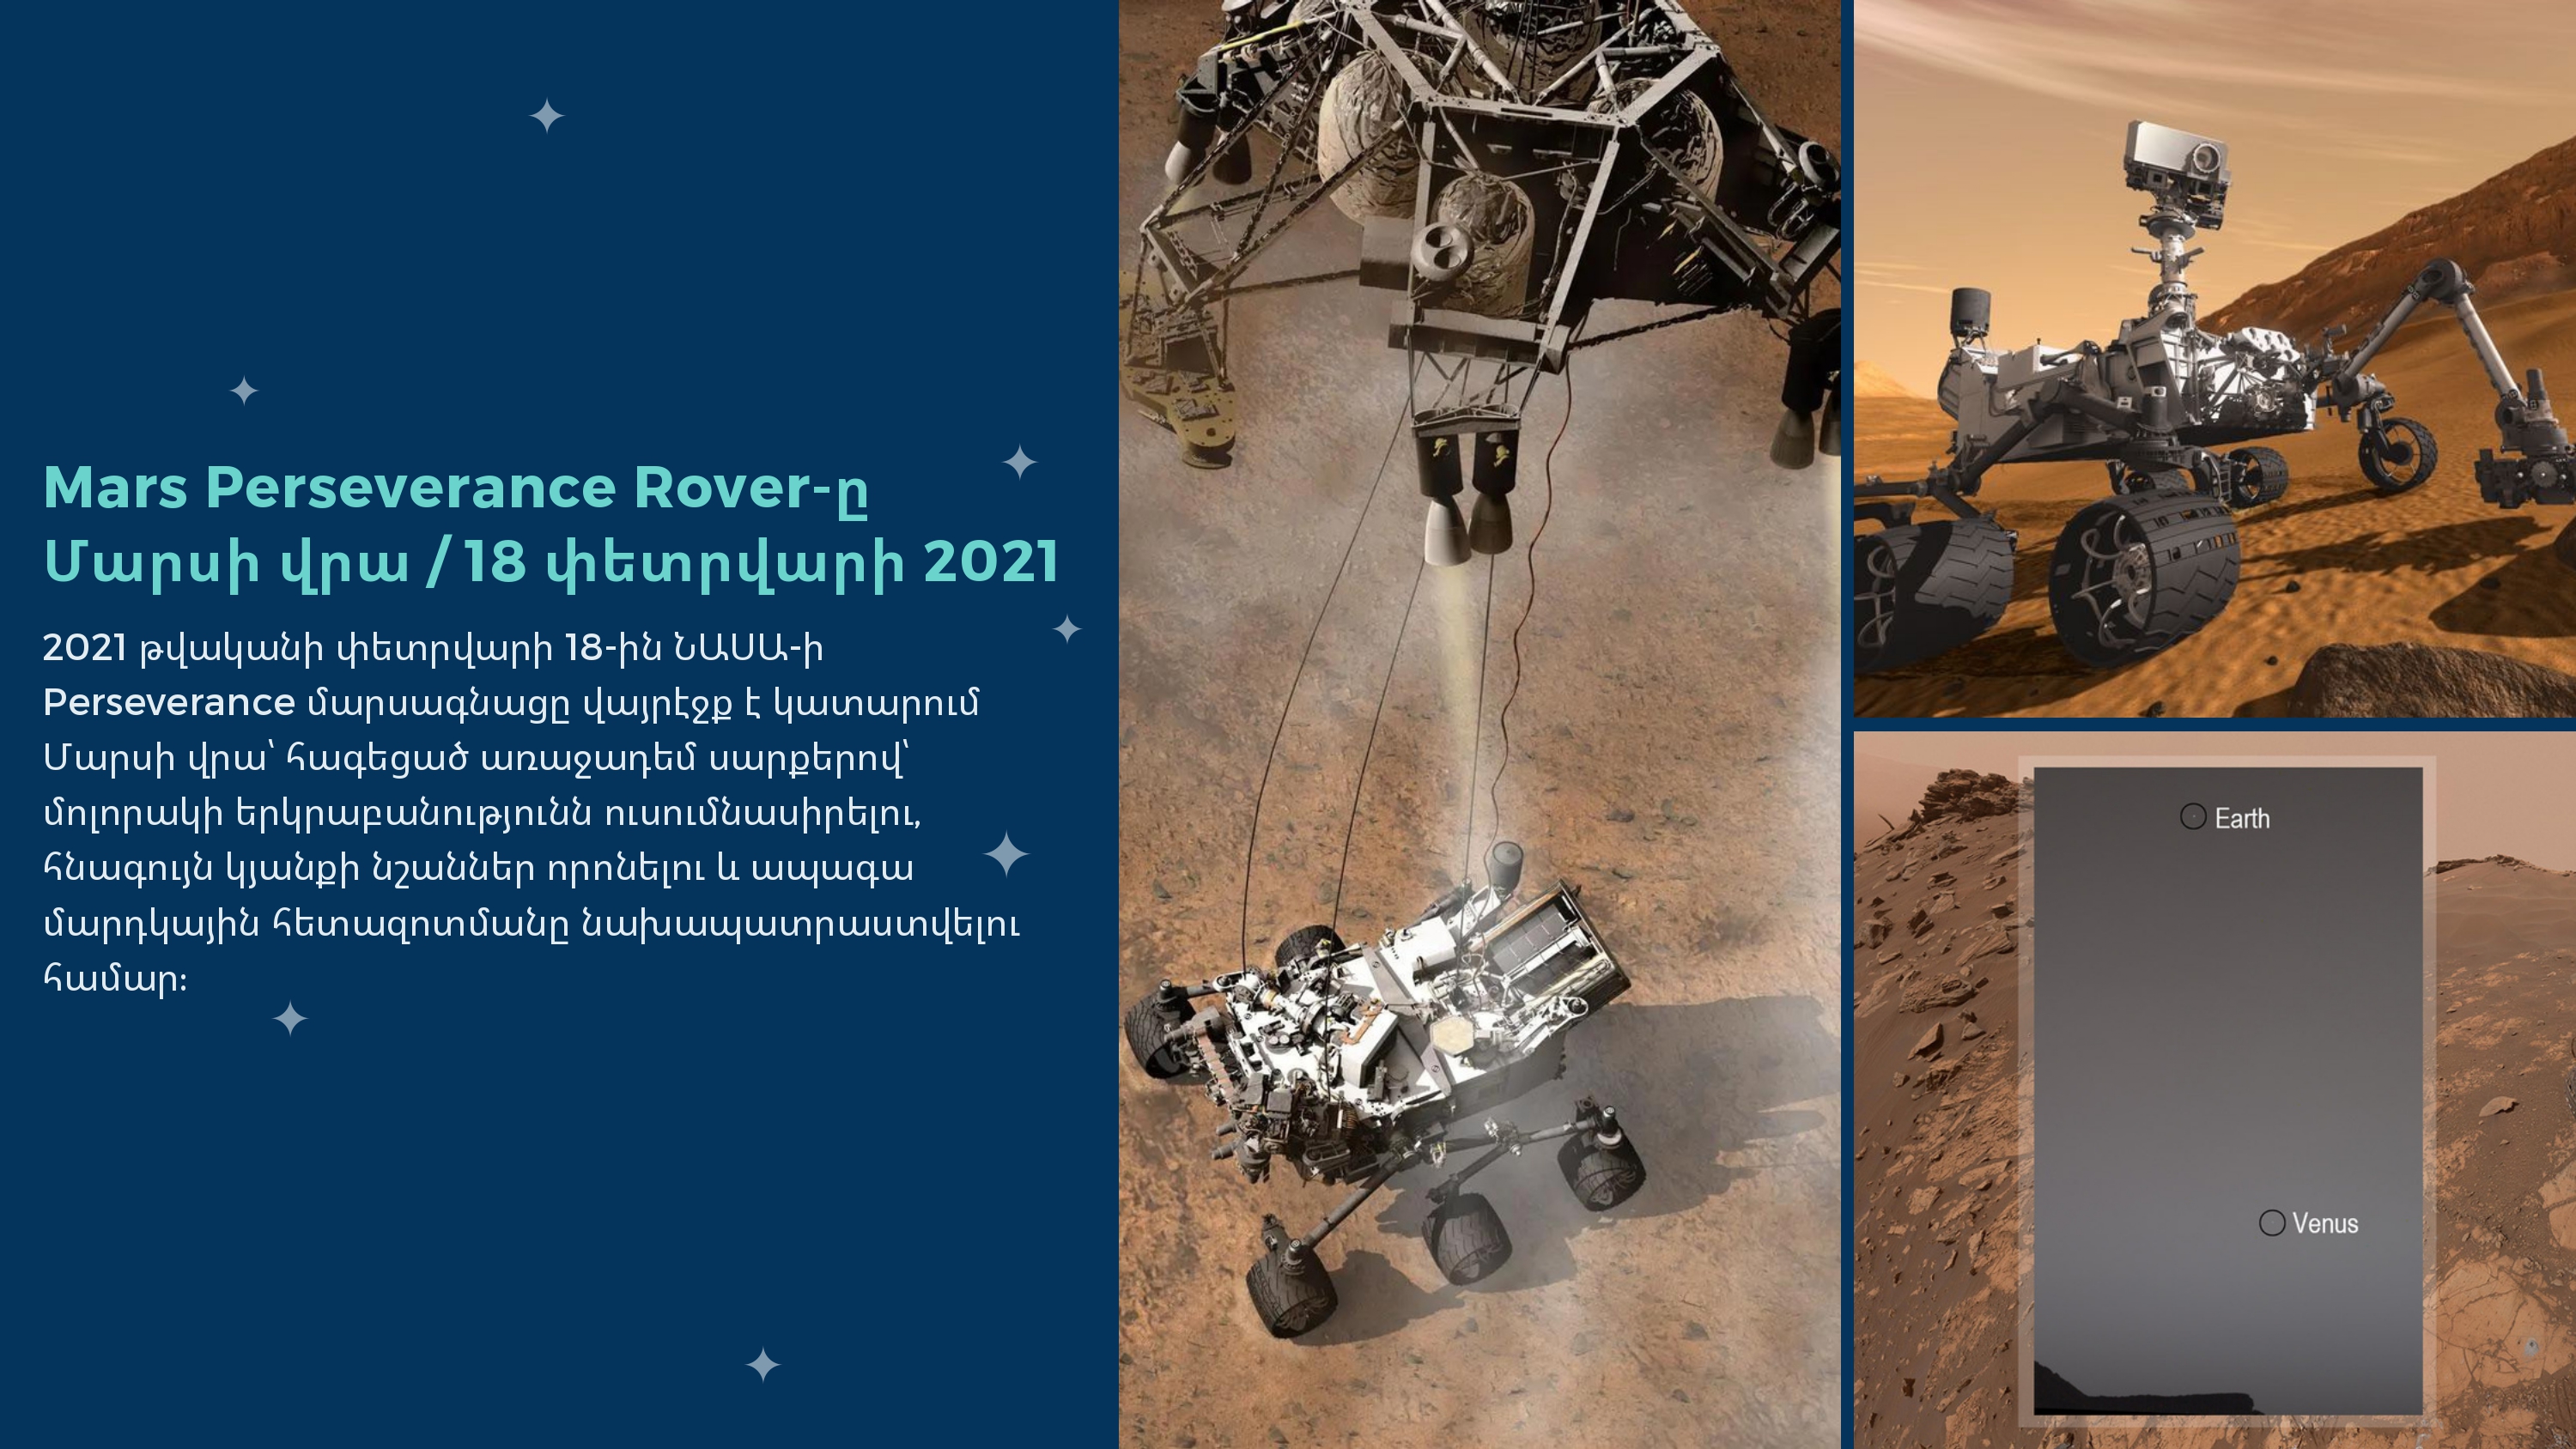 Mars Perseverance Rover-ը
Մարսի վրա / 18 փետրվարի 2021
2021 թվականի փետրվարի 18-ին ՆԱՍԱ-ի
Perseverance մարսագնացը վայրէջք է կատարում
Մարսի վրա՝ հագեցած առաջադեմ սարքերով՝
մոլորակի երկրաբանությունն ուսումնասիրելու,
հնագույն կյանքի նշաններ որոնելու և ապագա
մարդկային հետազոտմանը նախապատրաստվելու
համար։
Earth
Venus